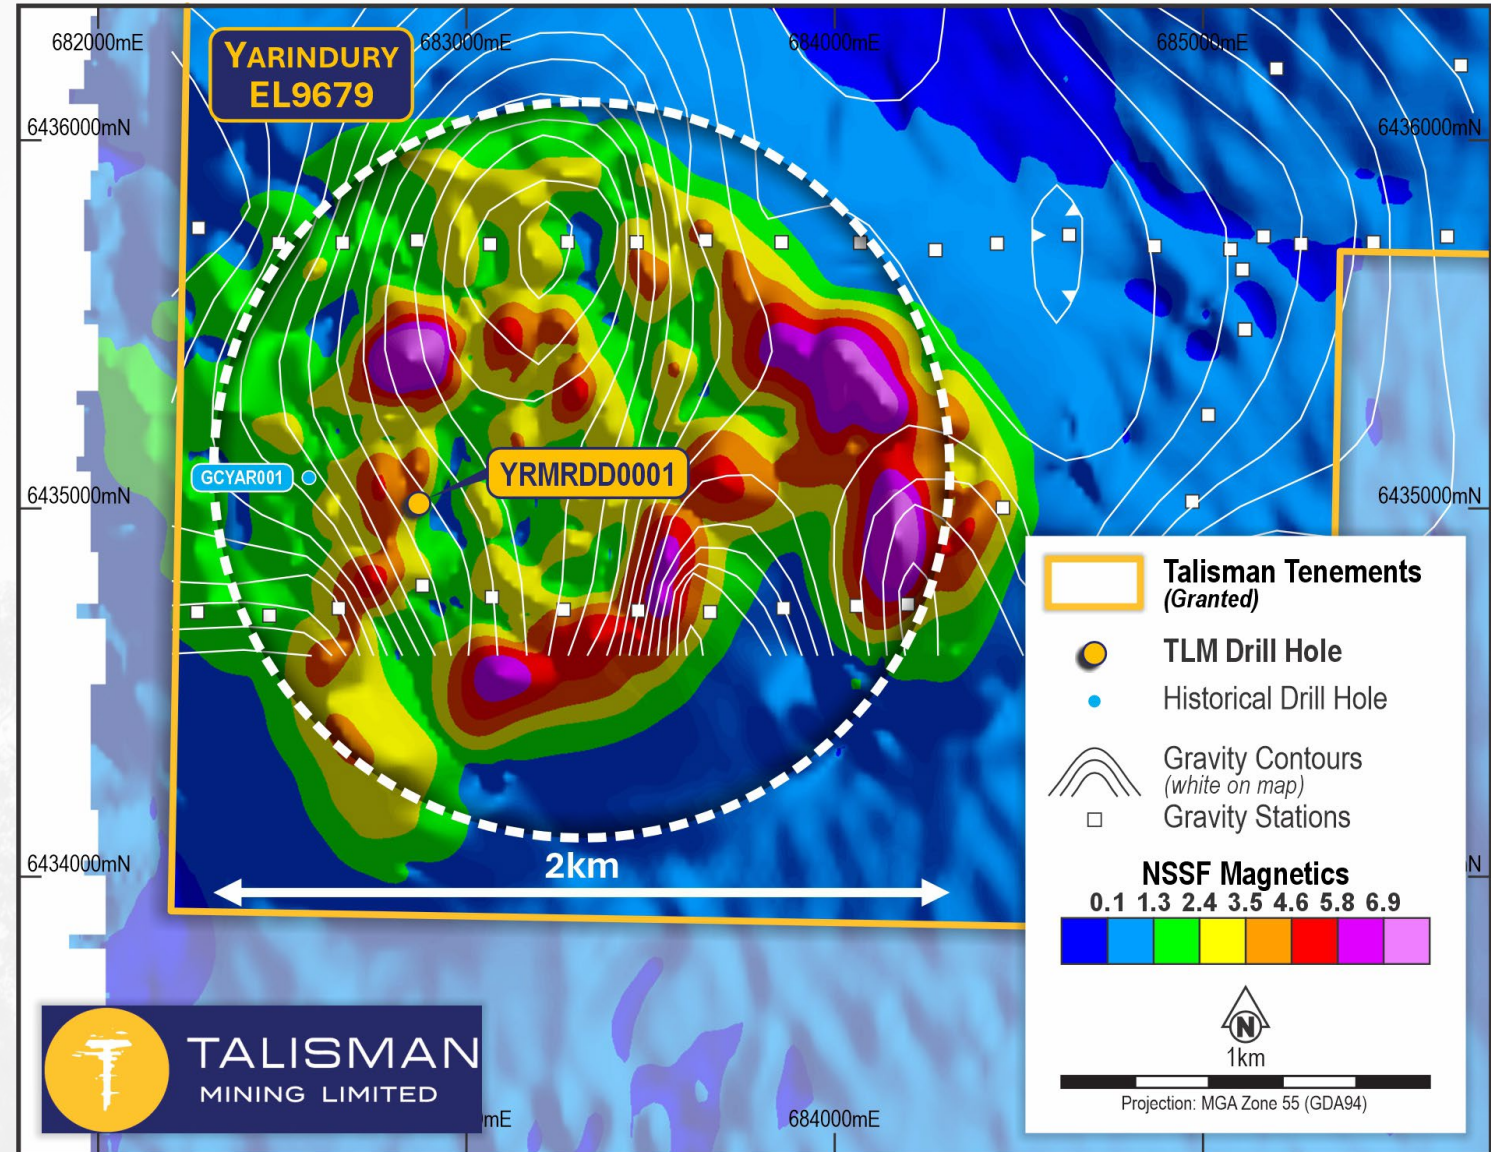 682000mE
683000mE
684000mE
685000mE
YARINDURY
EL9679
6436000mN
6436000mN
GCYAR001
YRMRDD0001
6435000mN
6435000mN
2km
6434000mN
N
Talisman Tenements
(Granted)
TLM Drill Hole
Historical Drill Hole
Gravity Contours
(white on map)
Gravity Stations
NSSF Magnetics
0.1 1.3 2.4 3.5 4.6 5.8 6.9
N
1km
Projection: MGA Zone 55 (GDA94)
TALISMAN
MINING LIMITED
mE
684000mE